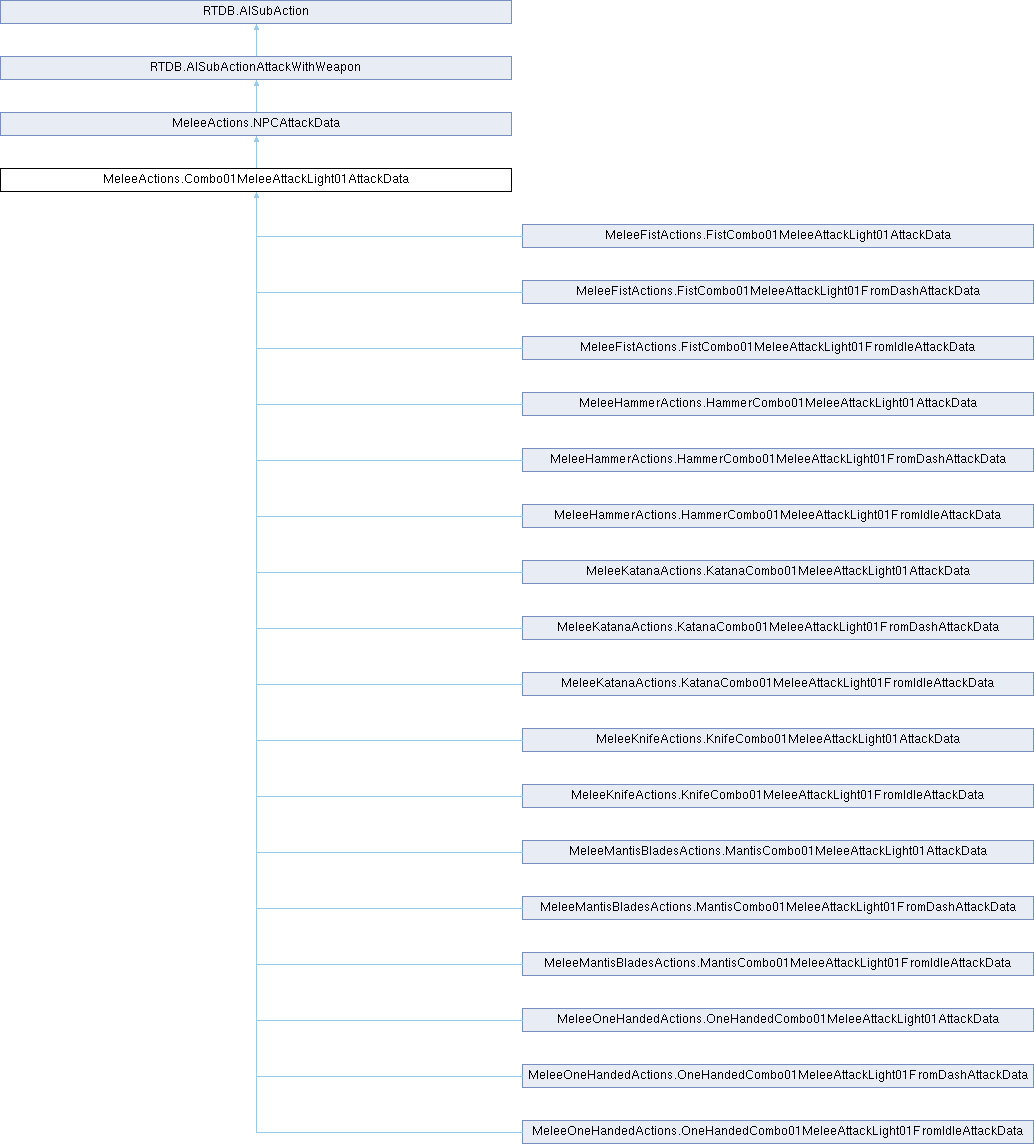 RTDB.AISubAction
RTDB.AISubActionAttackWithWeapon
MeleeActions.NPCAttackData
MeleeActions.Combo01MeleeAttackLight01AttackData
MeleeFistActions.FistCombo01MeleeAttackLight01AttackData
MeleeFistActions.FistCombo01MeleeAttackLight01FromDashAttackData
MeleeFistActions.FistCombo01MeleeAttackLight01FromIdleAttackData
MeleeHammerActions.HammerCombo01MeleeAttackLight01AttackData
MeleeHammerActions.HammerCombo01MeleeAttackLight01FromDashAttackData
MeleeHammerActions.HammerCombo01MeleeAttackLight01FromIdleAttackData
MeleeKatanaActions.KatanaCombo01MeleeAttackLight01AttackData
MeleeKatanaActions.KatanaCombo01MeleeAttackLight01FromDashAttackData
MeleeKatanaActions.KatanaCombo01MeleeAttackLight01FromIdleAttackData
MeleeKnifeActions.KnifeCombo01MeleeAttackLight01AttackData
MeleeKnifeActions.KnifeCombo01MeleeAttackLight01FromIdleAttackData
MeleeMantisBladesActions.MantisCombo01MeleeAttackLight01AttackData
MeleeMantisBladesActions.MantisCombo01MeleeAttackLight01FromDashAttackData
MeleeMantisBladesActions.MantisCombo01MeleeAttackLight01FromIdleAttackData
MeleeOneHandedActions.OneHandedCombo01MeleeAttackLight01AttackData
MeleeOneHandedActions.OneHandedCombo01MeleeAttackLight01FromDashAttackData
MeleeOneHandedActions.OneHandedCombo01MeleeAttackLight01FromIdleAttackData